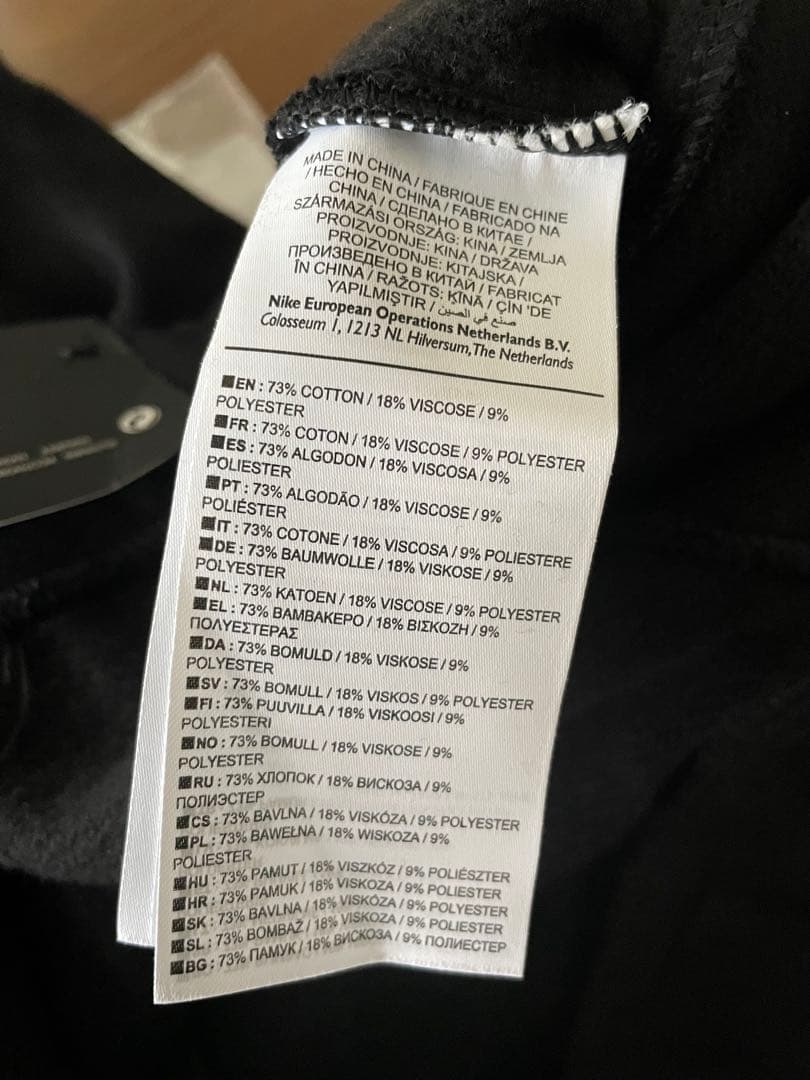 MADE IN CHINA / FABRIQUE EN CHINE
/ HECHO EN CHINA / FABRICADO NA
CHINA / СДЕЛАНО В КИТАЕ /
SZÁRMAZÁSI ORSZÁG: KINA / ZEMLJA
PROIZVODNJE: KINA / DRŽAVA
PROIZVODNJE: KITAJSKA /
ПРОИЗВЕДЕНО В КИТАЙ / FABRICAT
ÎN CHINA / RAŽOTS: ĶĪNĀ / ÇİN 'DE
YAPILMIŞTIR / صنع في الصين
Nike European Operations Netherlands B.V.
Colosseum 1, 1213 NL Hilversum, The Netherlands
EN : 73% COTTON / 18% VISCOSE / 9%
POLYESTER
FR : 73% COTON / 18% VISCOSE / 9% POLYESTER
ES : 73% ALGODON / 18% VISCOSA / 9%
POLIESTER
PT : 73% ALGODÃO / 18% VISCOSE / 9%
POLIÉSTER
IT : 73% COTONE / 18% VISCOSA / 9% POLIESTERE
DE : 73% BAUMWOLLE / 18% VISKOSE / 9%
POLYESTER
NL : 73% KATOEN / 18% VISCOSE / 9% POLYESTER
EL : 73% ΒΑΜΒΑΚΕΡΟ / 18% ΒΙΣΚΟΖΗ / 9%
ΠΟΛΥΕΣΤΕΡΑΣ
DA : 73% BOMULD / 18% VISKOSE / 9%
POLYESTER
SV : 73% BOMULL / 18% VISKOS / 9% POLYESTER
FI : 73% PUUVILLA / 18% VISKOOSI / 9%
POLYESTERI
NO : 73% BOMULL / 18% VISKOSE / 9%
POLYESTER
RU : 73% ХЛОПОК / 18% ВИСКОЗА / 9%
ПОЛИЭСТЕР
CS : 73% BAVLNA / 18% VISKÓZA / 9% POLYESTER
PL : 73% BAWEŁNA / 18% WISKOZA / 9%
POLIESTER
HU : 73% PAMUT / 18% VISZKÓZ / 9% POLIÉSZTER
HR : 73% PAMUK / 18% VISKOZA / 9% POLIESTER
SK : 73% BAVLNA / 18% VISKÓZA / 9% POLYESTER
SL : 73% BOMBAŽ / 18% VISKOZA / 9% POLIESTER
BG : 73% ПАМУК / 18% ВИСКОЗА / 9% ПОЛИЕСТЕР